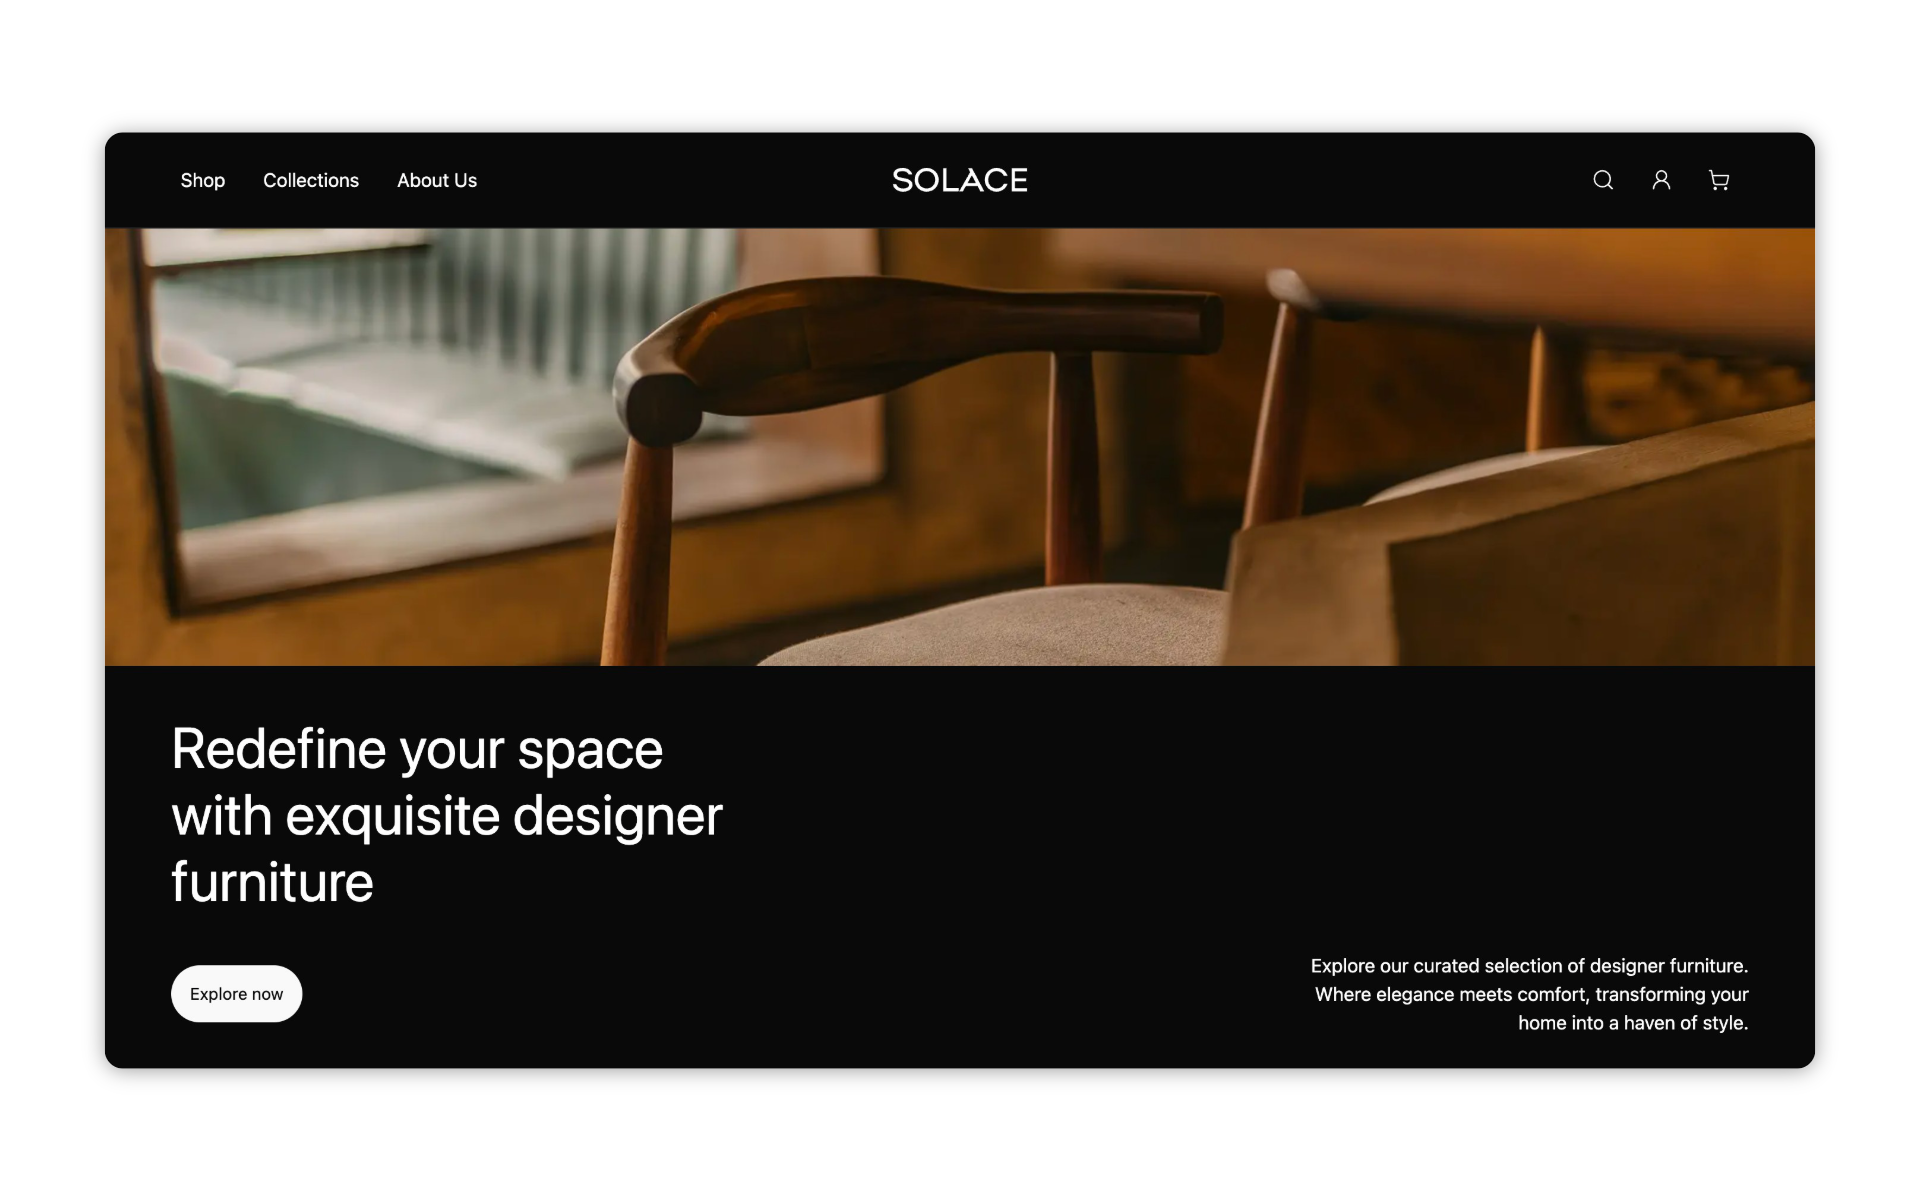 Shop Collections About Us SOLACE
Redefine your space
with exquisite designer
furniture
Explore now
Explore our curated selection of designer furniture.
Where elegance meets comfort, transforming your
home into a haven of style.